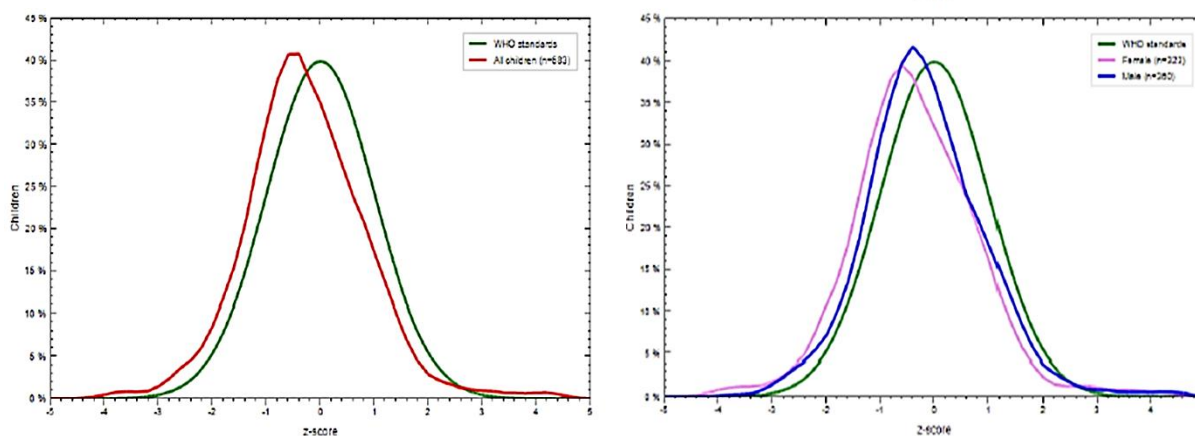 45 %
40 %
35 %
30 %
25 %
20 %
15 %
10 %
5 %
0 %
Children
-5 -4 -3 -2 -1 0 1 2 3 4 5
z-score
WHO standards
All children (n=683)
45 %
40 %
35 %
30 %
25 %
20 %
15 %
10 %
5 %
0 %
Children
-5 -4 -3 -2 -1 0 1 2 3 4
z-score
WHO standards
Female (n=323)
Male (n=360)